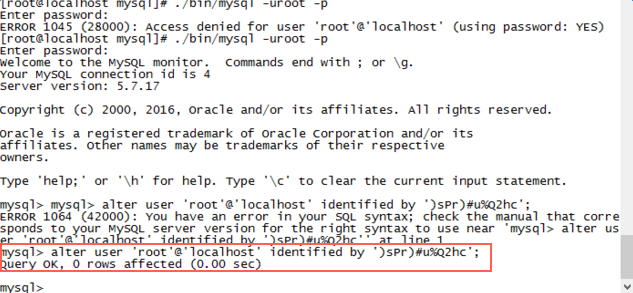 [root@localhost mysql]# ./bin/mysql -uroot -p
Enter password:
ERROR 1045 (28000): Access denied for user 'root'@'localhost' (using password: YES)
[root@localhost mysql]# ./bin/mysql -uroot -p
Enter password:
Welcome to the MySQL monitor.  Commands end with ; or \g.
Your MySQL connection id is 4
Server version: 5.7.17
Copyright (c) 2000, 2016, Oracle and/or its affiliates. All rights reserved.
Oracle is a registered trademark of Oracle Corporation and/or its
affiliates. Other names may be trademarks of their respective
owners.
Type 'help;' or '\h' for help. Type '\c' to clear the current input statement.
mysql> mysql> alter user 'root'@'localhost' identified by ')sPr)#u%Q2hc';
ERROR 1064 (42000): You have an error in your SQL syntax; check the manual that corre
sponds to your MySQL server version for the right syntax to use near 'mysql> alter us
er 'root'@'localhost' identified by ')sPr)#u%Q2hc'' at line 1
mysql> alter user 'root'@'localhost' identified by ')sPr)#u%Q2hc';
Query OK, 0 rows affected (0.00 sec)
mysql>